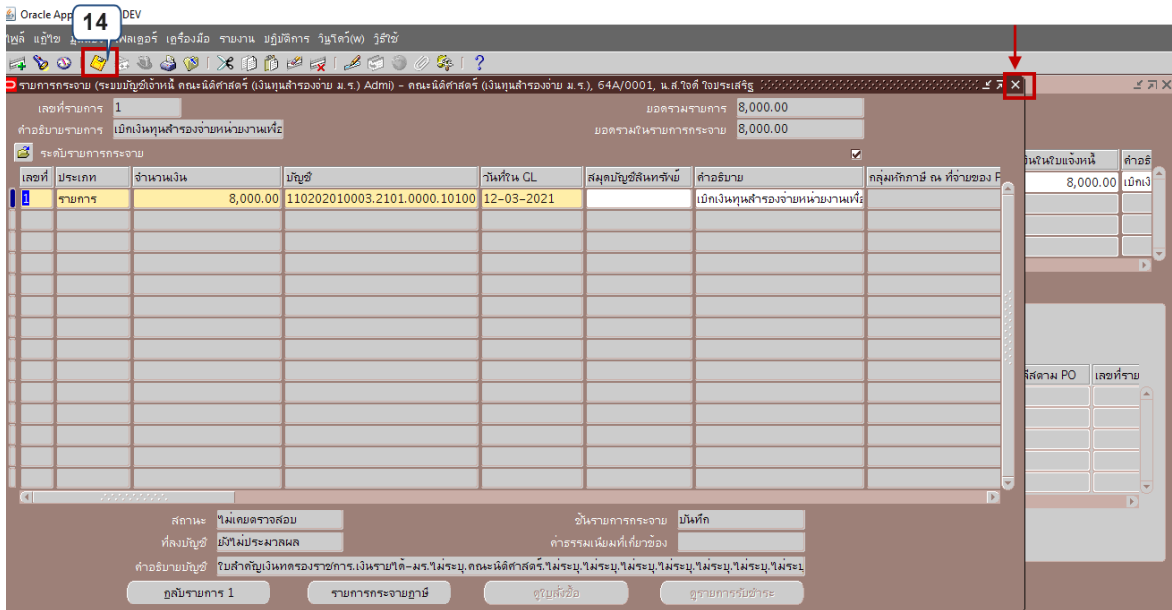 Oracle App DEV
14
ไฟล์ แก้ไข โฟลเดอร์ เครื่องมือ รายงาน ปฏิบัติการ วินโดว์(w) วิธีใช้
รายการกระจาย (ระบบบัญชีเจ้าหนี้ คณะนิติศาสตร์ (เงินทุนสำรองจ่าย ม.ร.) Admi) - คณะนิติศาสตร์ (เงินทุนสำรองจ่าย ม.ร.), 64A/0001, น.ส.ใจดี ใจประเสริฐ
เลขที่รายการ 1 ยอดรวมรายการ 8,000.00
คำอธิบายรายการ เบิกเงินทุนสำรองจ่ายหน่วยงานเพื่อ ยอดรวมในรายการกระจาย 8,000.00
ระดับรายการกระจาย
เงินในใบแจ้งหนี้ คำอธิ
เลขที่ ประเภท จำนวนเงิน บัญชี วันที่ใน GL สมุดบัญชีสินทรัพย์ คำอธิบาย กลุ่มหักภาษี ณ ที่จ่ายของ F
8,000.00 เบิกเงิ
1 รายการ 8,000.00 110202010003.2101.0000.10100 12-03-2021 เบิกเงินทุนสำรองจ่ายหน่วยงานเพื่อ
PO เลขที่ราย
สถานะ ไม่เคยตรวจสอบ ชั้นรายการกระจาย บันทึก
ที่ลงบัญชี ยังไม่ประมวลผล ค่าธรรมเนียมที่เกี่ยวข้อง
คำอธิบายบัญชี ใบสำคัญเงินทดรองราชการ.เงินรายได้-มร.ไม่ระบุ.คณะนิติศาสตร์.ไม่ระบุ.ไม่ระบุ.ไม่ระบุ.ไม่ระบุ.ไม่ระบุ.ไม่ระบุ.ไม่ระบุ
กลับรายการ 1 รายการกระจายภาษี ดูใบสั่งซื้อ ดูรายการรับชำระ